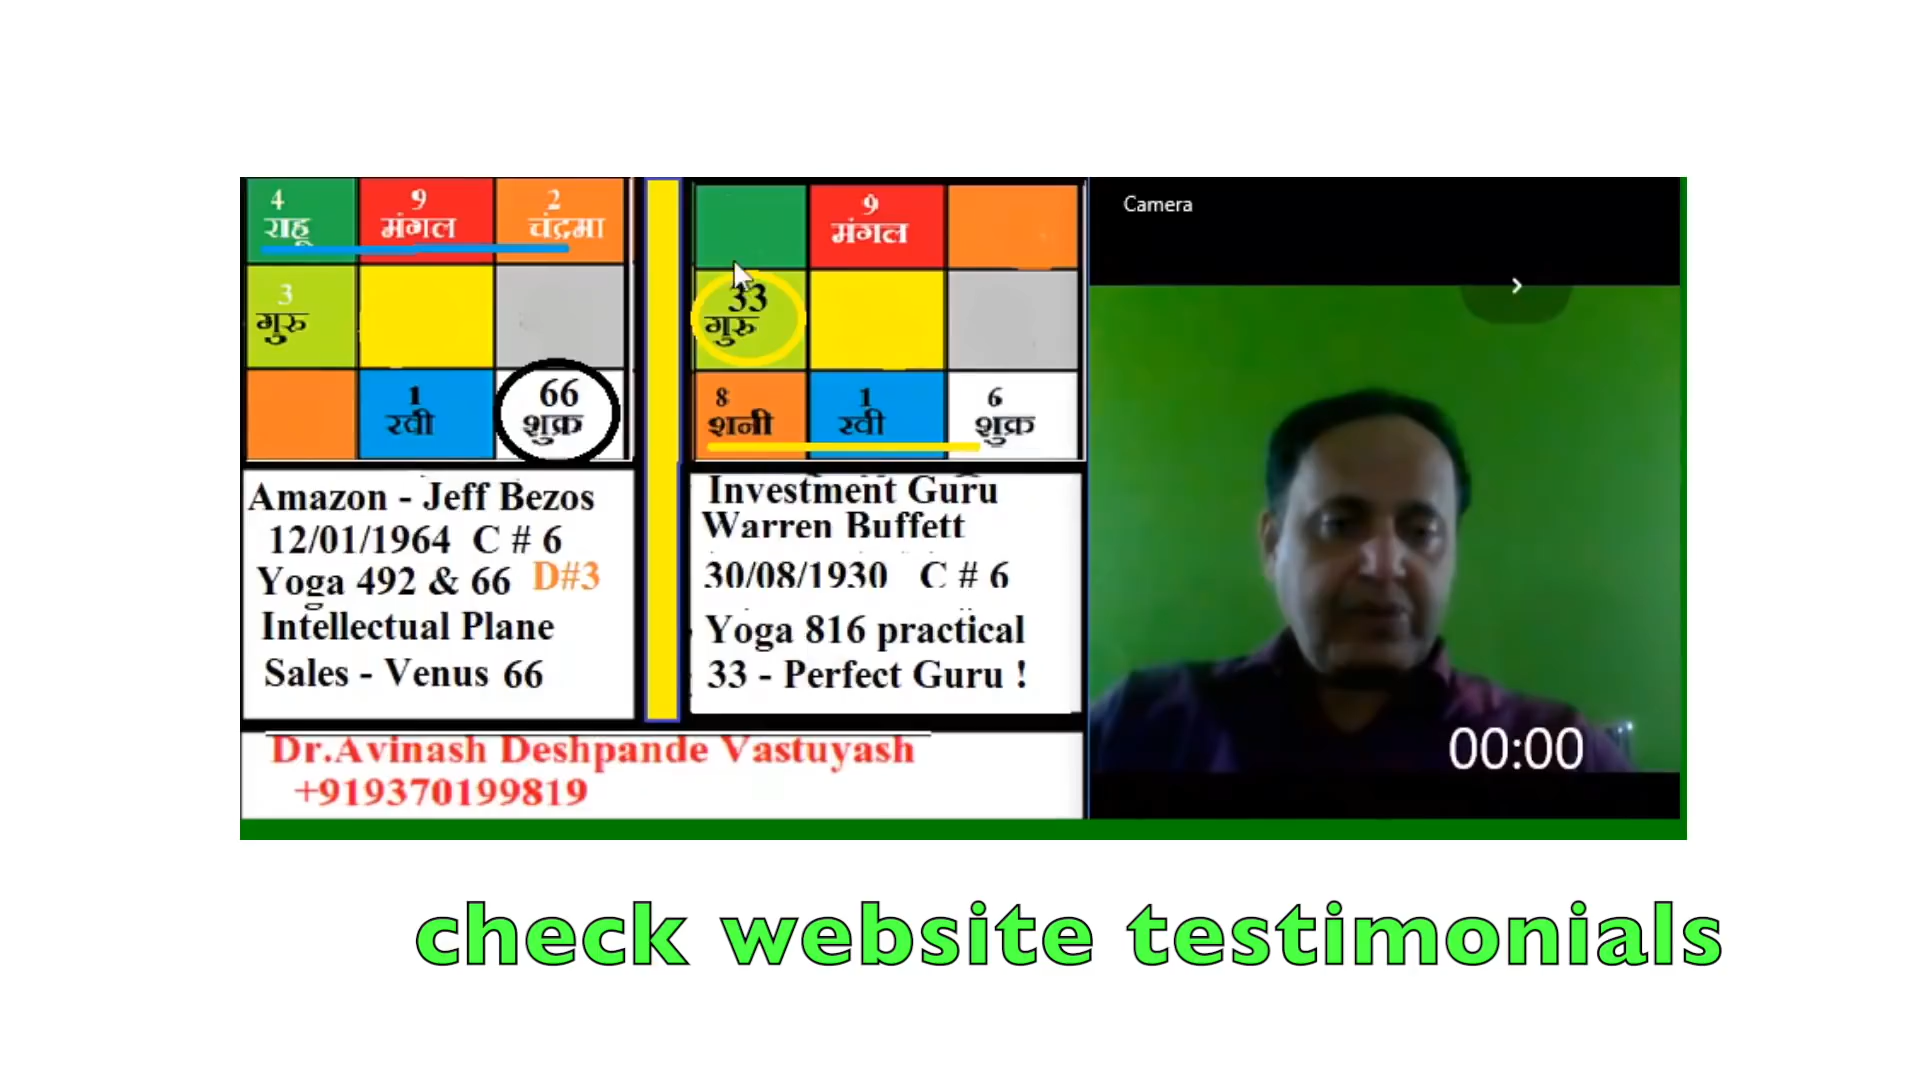 4 9 2
राहू मंगल चंद्रमा
3
गुरु
1 66
रवी शुक्र
Amazon - Jeff Bezos
12/01/1964 C # 6
Yoga 492 & 66 D#3
Intellectual Plane
Sales - Venus 66
9
मंगल
33
गुरु
8 1 6
शनी रवी शुक्र
Investment Guru
Warren Buffett
30/08/1930 C # 6
Yoga 816 practical
33 - Perfect Guru !
Dr.Avinash Deshpande Vastuyash
+919370199819
Camera
00:00
check website testimonials